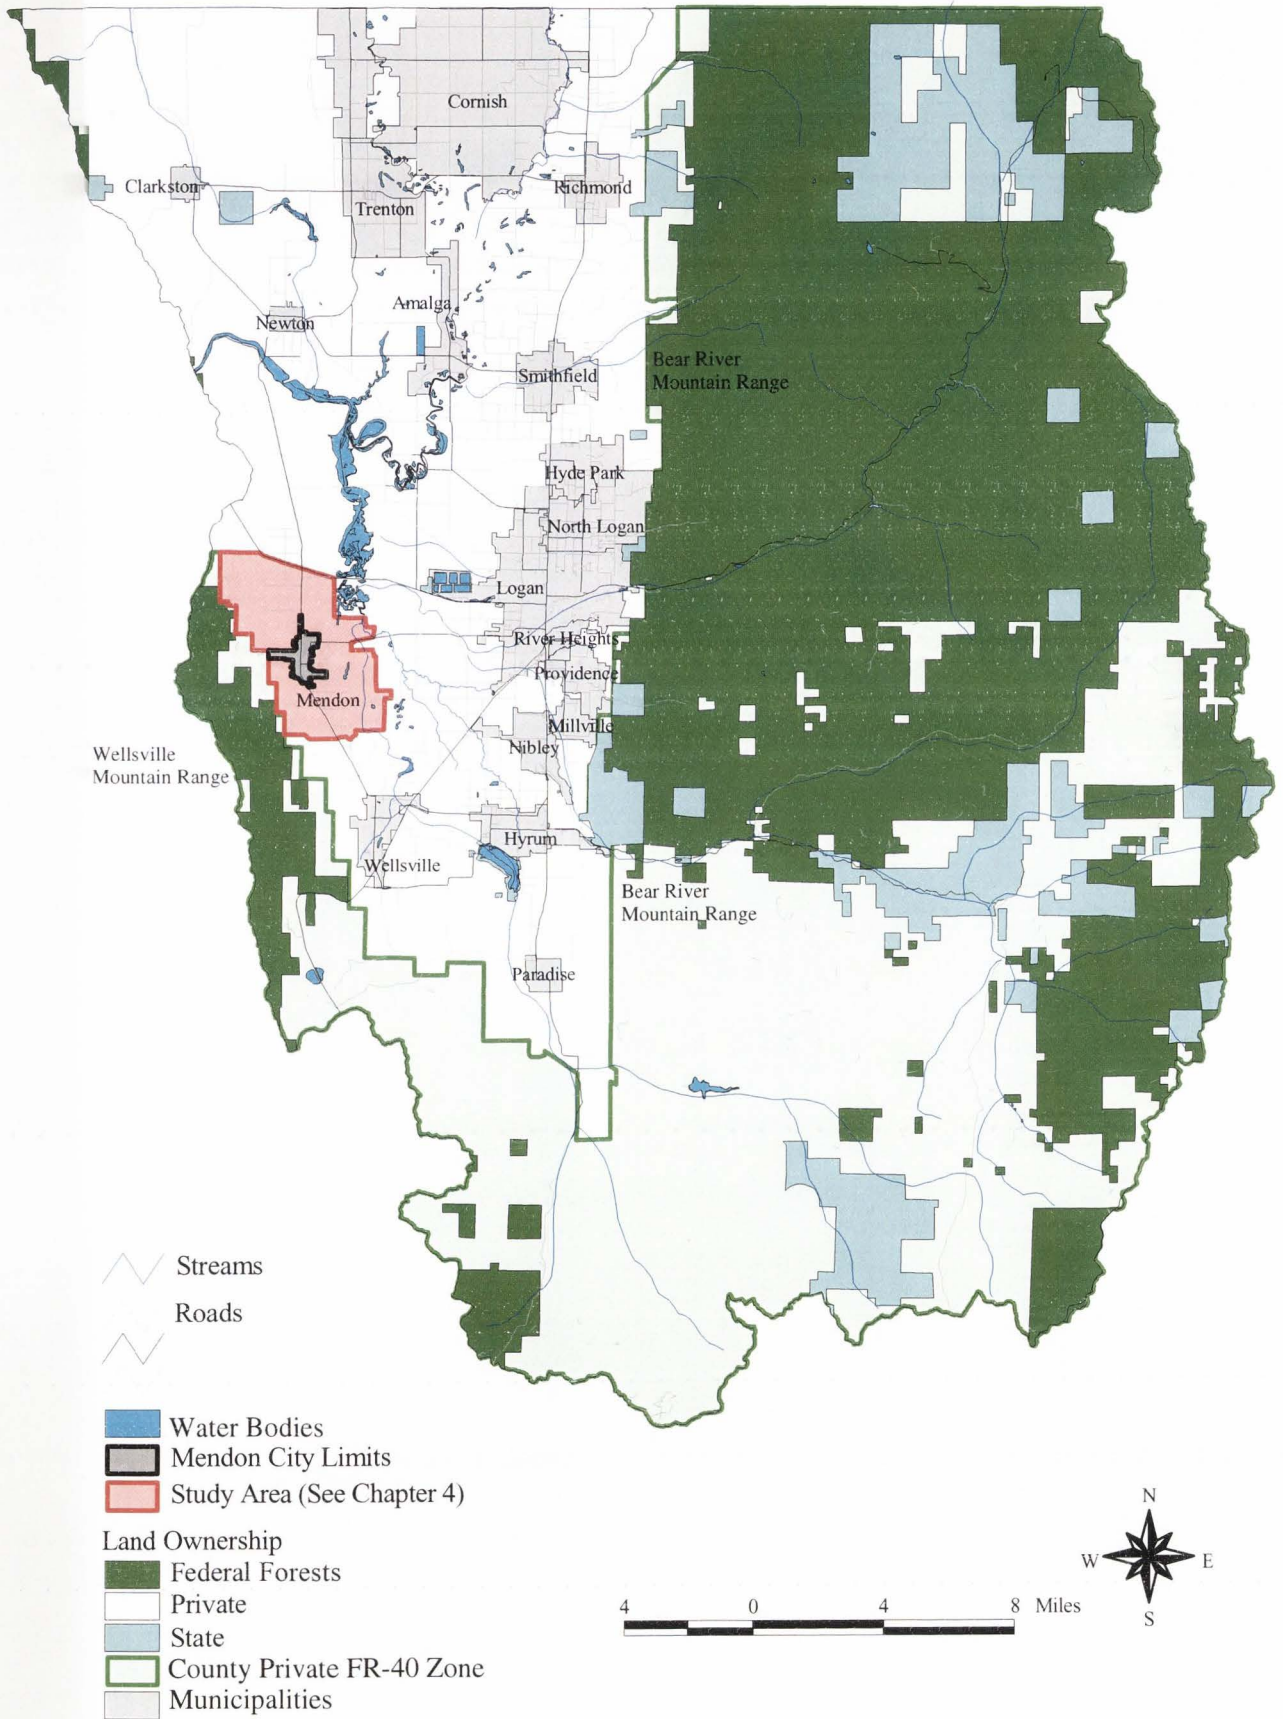 Cornish
Clarkston
Richmond
Trenton
Amalga
Newton
Smithfield
Bear River
Mountain Range
Hyde Park
North Logan
Logan
River Heights
Providence
Mendon
Millville
Nibley
Wellsville
Mountain Range
Hyrum
Wellsville
Bear River
Mountain Range
Paradise
Streams
Roads
Water Bodies
Mendon City Limits
Study Area (See Chapter 4)
Land Ownership
Federal Forests
Private
State
County Private FR-40 Zone
Municipalities
4 0 4 8 Miles
N
W E
S